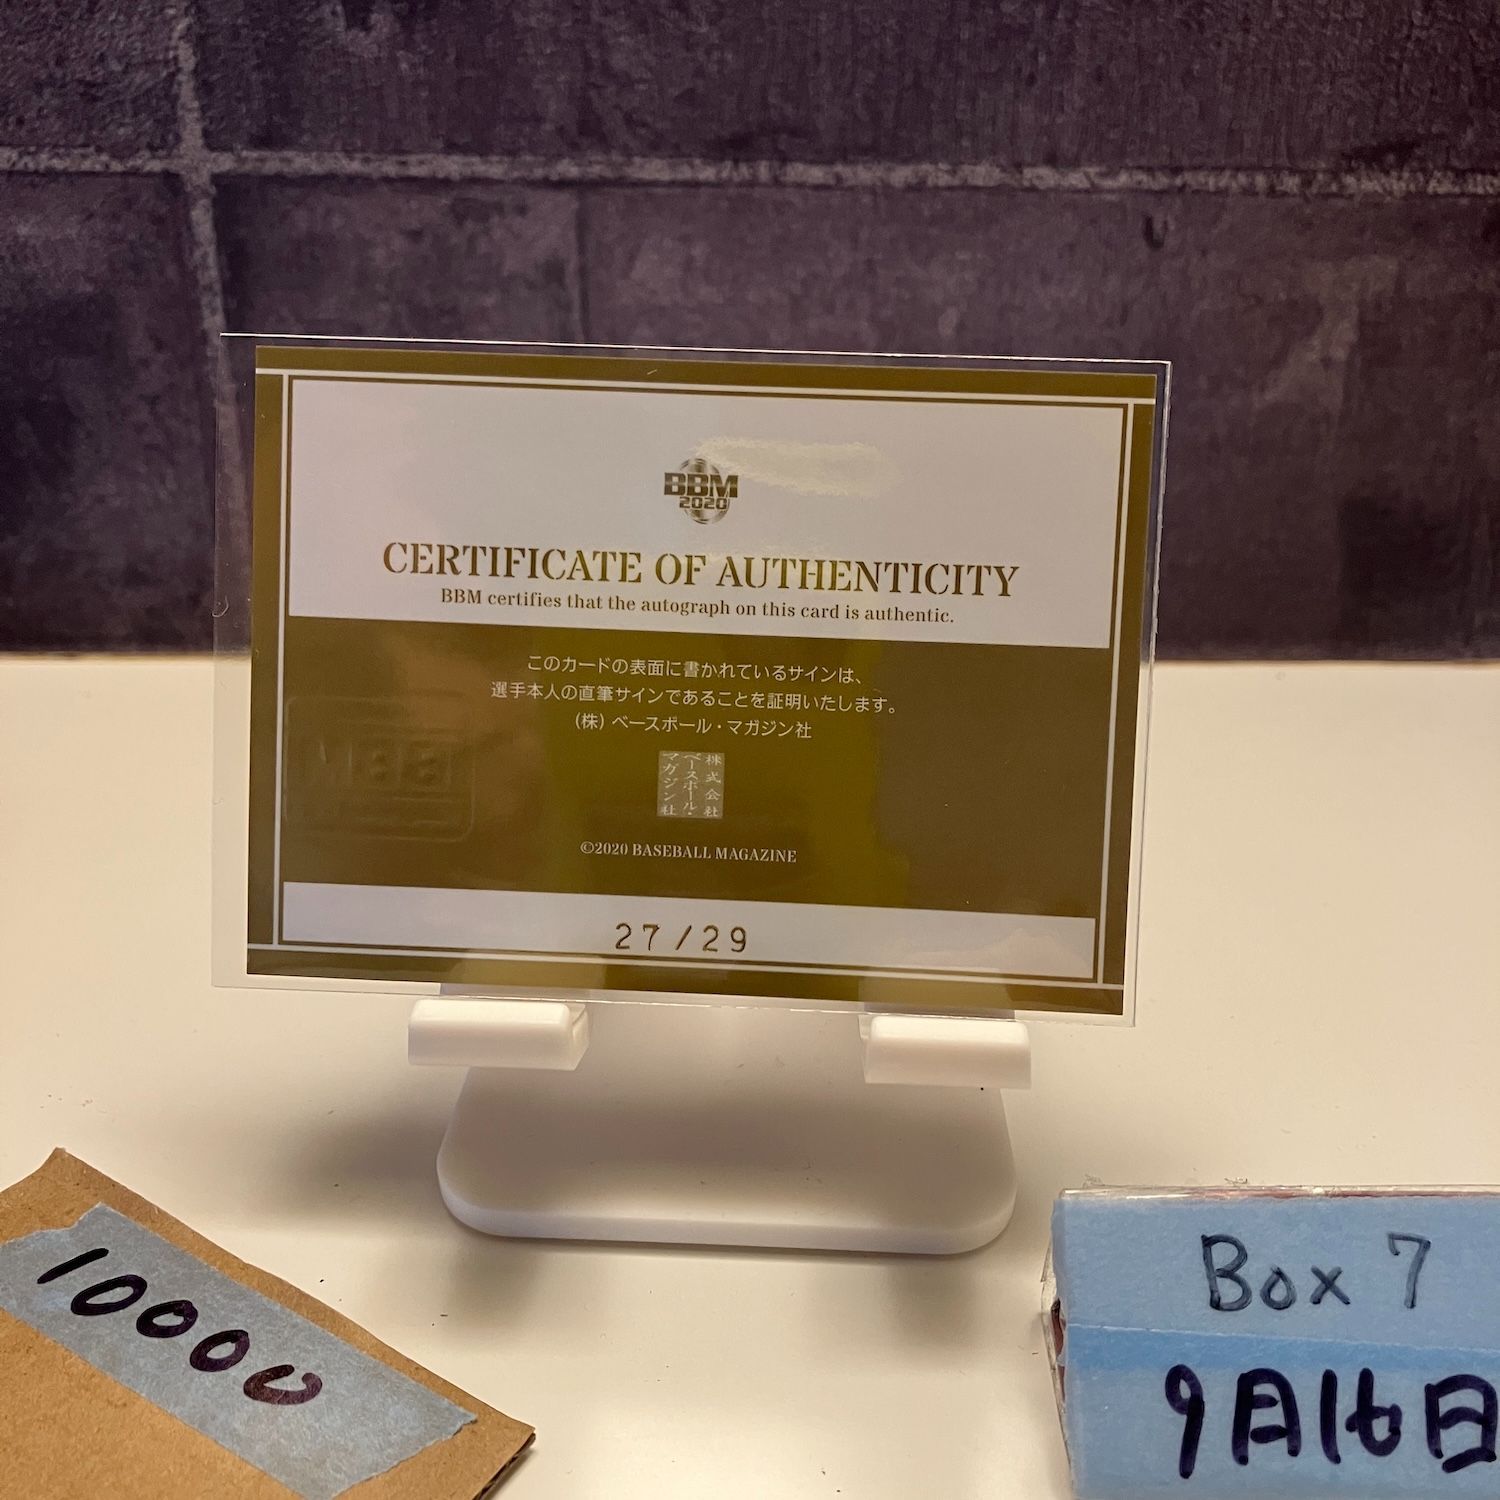 BBM
2020
CERTIFICATE OF AUTHENTICITY
BBM certifies that the autograph on this card is authentic.
このカードの表面に書かれているサインは、
選手本人の直筆サインであることを証明いたします。
(株) ベースボール・マガジン社
株式会社
ベースボール・
マガジン社
BBM
©2020 BASEBALL MAGAZINE
27/29
10000
Box 7
9月16日